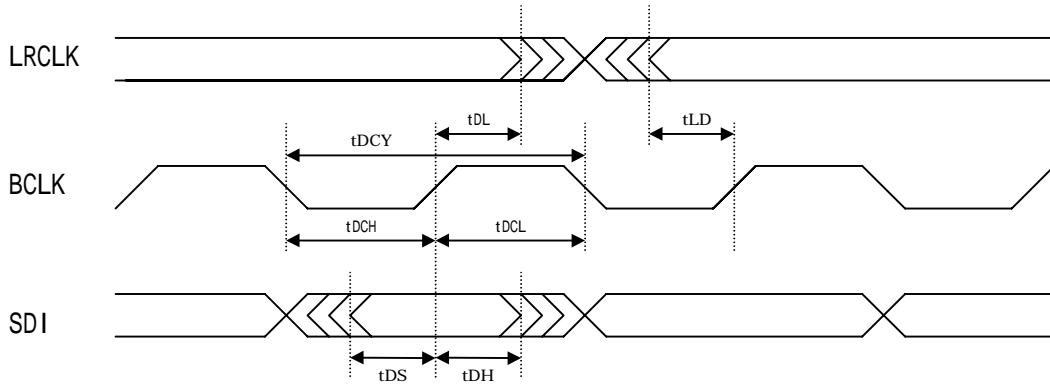 LRCLK
tDL
tLD
tDCY
BCLK
tDCH
tDCL
SDI
tDS
tDH